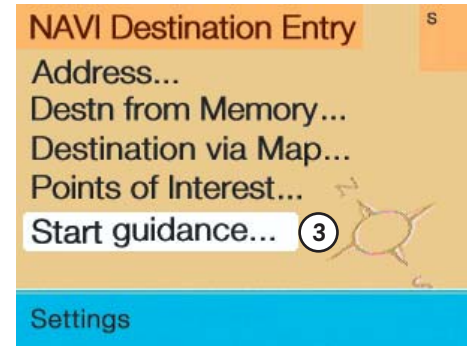 NAVI Destination Entry
S
Address...
Destn from Memory...
Destination via Map...
Points of Interest...
Start guidance... 3
N
S
Settings